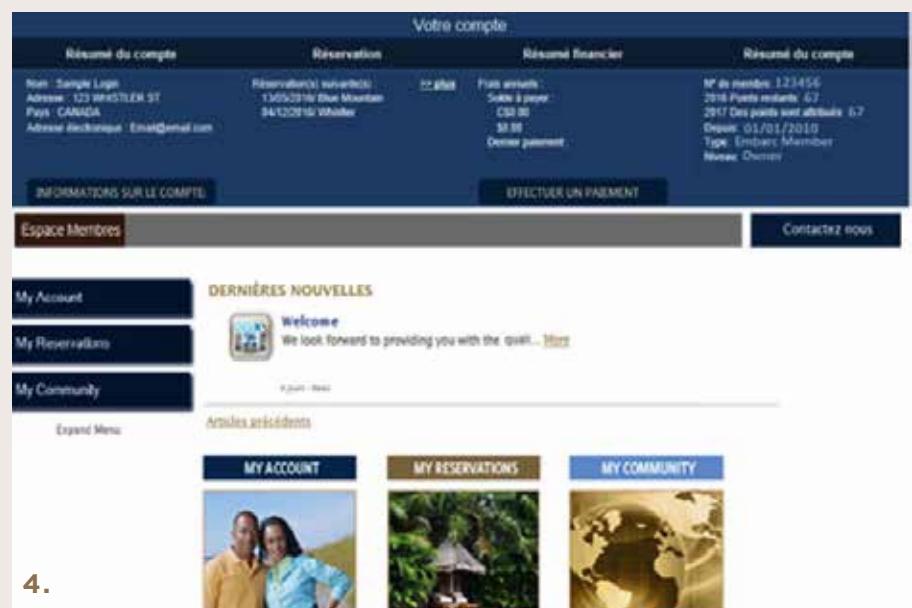 Votre compte
Résumé du compte
Réservation
Résumé financier
Résumé du compte
Nom : Sample Login
Adresse : 123 WHISTLER ST
Pays : CANADA
Adresse électronique : Email@email.com
INFORMATIONS SUR LE COMPTE
Réservation(s) suivante(s) : >> plus
13/05/2016/ Blue Mountain
04/12/2016/ Whistler
Frais annuels :
Solde à payer :
C$0.00
$0.00
Dernier paiement :
EFFECTUER UN PAIEMENT
Nº de membre: 123456
2016 Points restants: 67
2017 Des points sont attribués: 67
Depuis: 01/01/2010
Type: Embarc Member
Niveau: Owner
Espace Membres
Contactez nous
My Account
My Reservations
My Community
Expand Menu
DERNIÈRES NOUVELLES
Welcome
We look forward to providing you with the quali... More
Articles précédents
MY ACCOUNT
MY RESERVATIONS
MY COMMUNITY
4.